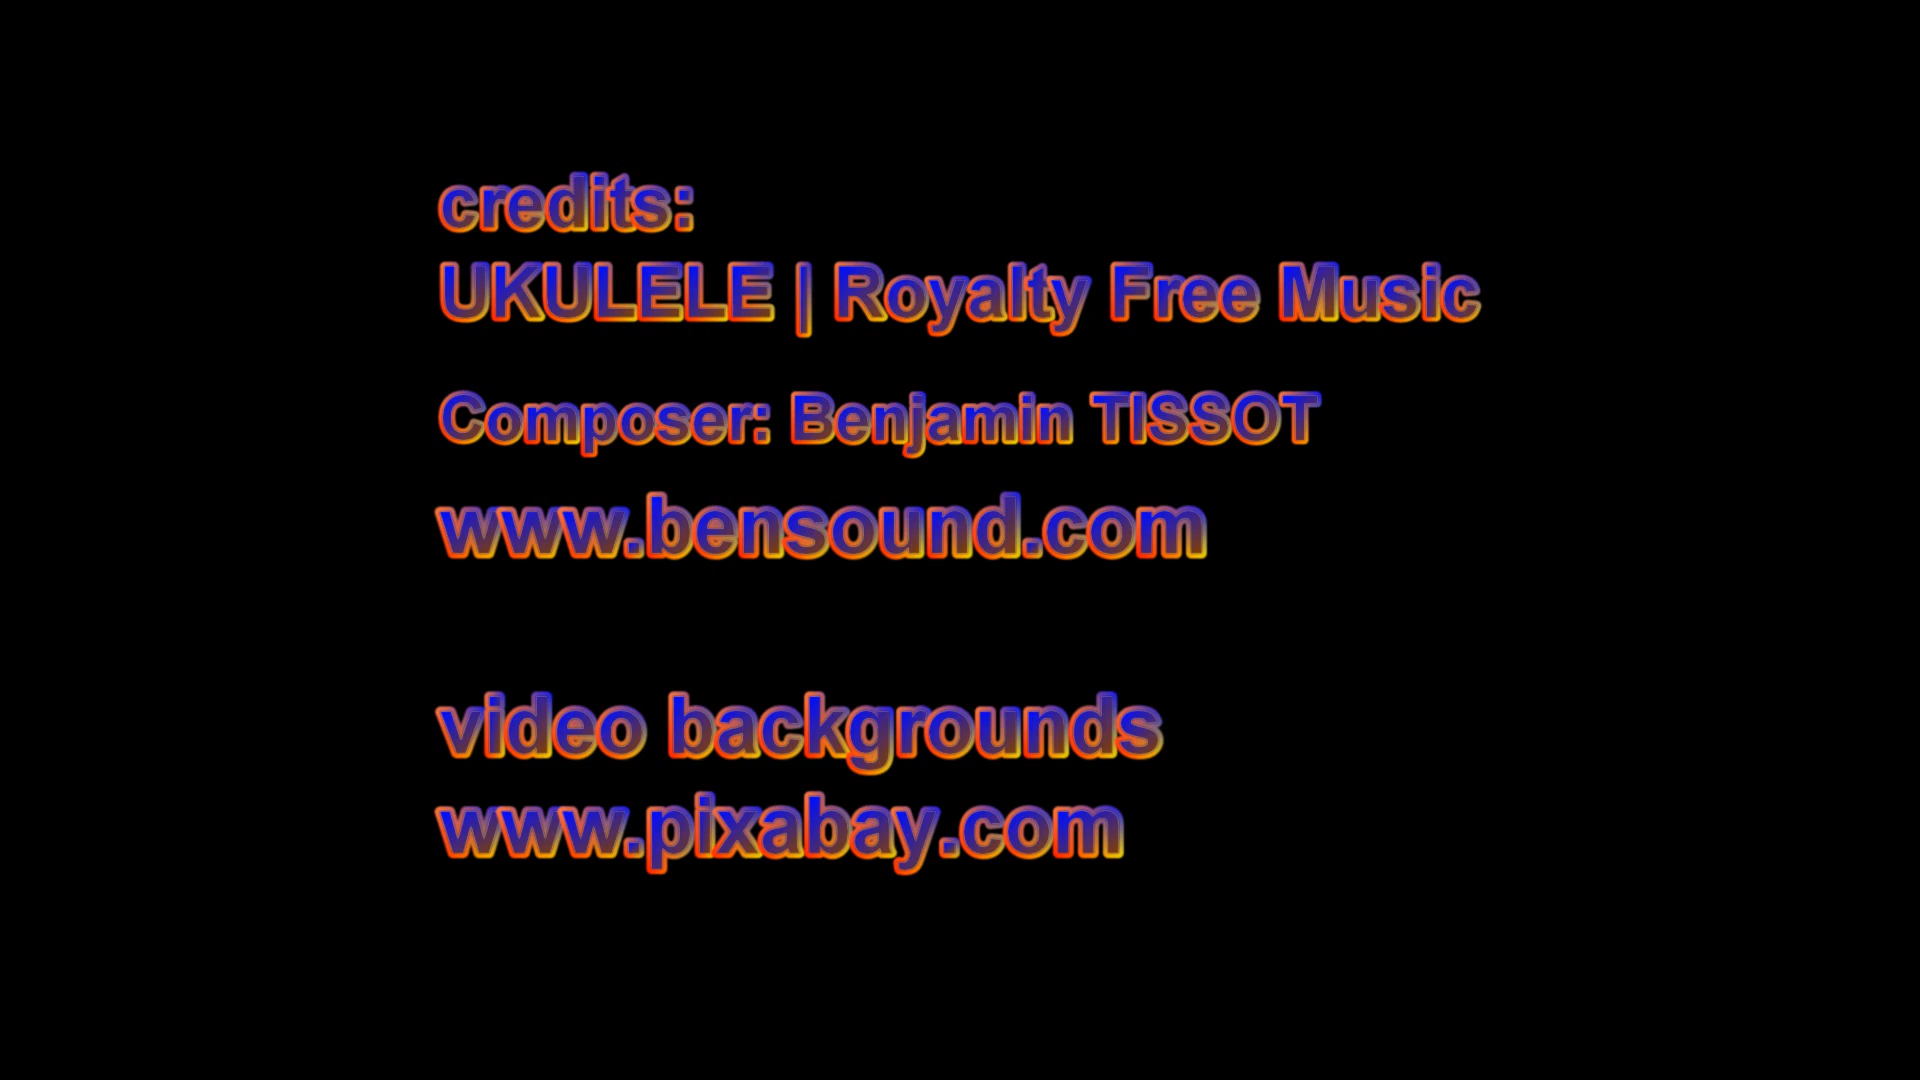 credits:
UKULELE | Royalty Free Music
Composer: Benjamin TISSOT
www.bensound.com
video backgrounds
www.pixabay.com